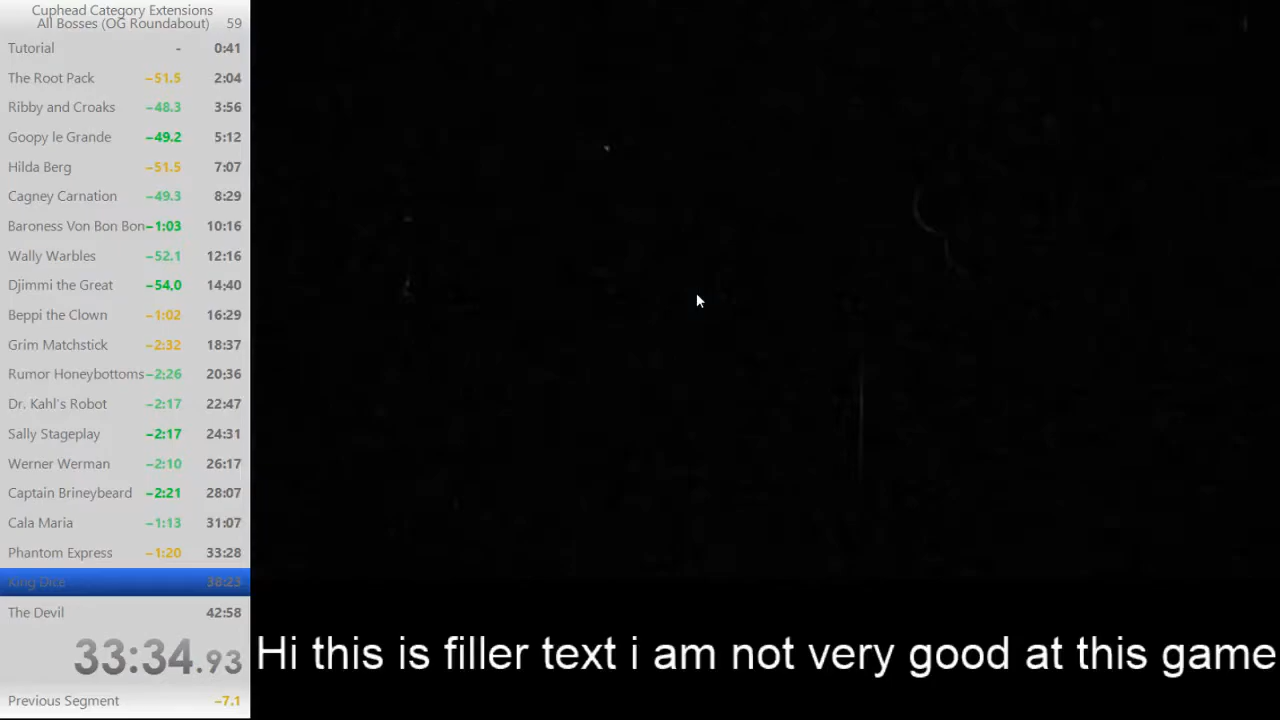 Cuphead Category Extensions
All Bosses (OG Roundabout) 59
Tutorial - 0:41
The Root Pack −51.5 2:04
Ribby and Croaks −48.3 3:56
Goopy le Grande −49.2 5:12
Hilda Berg −51.5 7:07
Cagney Carnation −49.3 8:29
Baroness Von Bon Bon −1:03 10:16
Wally Warbles −52.1 12:16
Djimmi the Great −54.0 14:40
Beppi the Clown −1:02 16:29
Grim Matchstick −2:32 18:37
Rumor Honeybottoms −2:26 20:36
Dr. Kahl's Robot −2:17 22:47
Sally Stageplay −2:17 24:31
Werner Werman −2:10 26:17
Captain Brineybeard −2:21 28:07
Cala Maria −1:13 31:07
Phantom Express −1:20 33:28
King Dice 38:23
The Devil 42:58
33:34.93
Previous Segment −7.1
Hi this is filler text i am not very good at this game